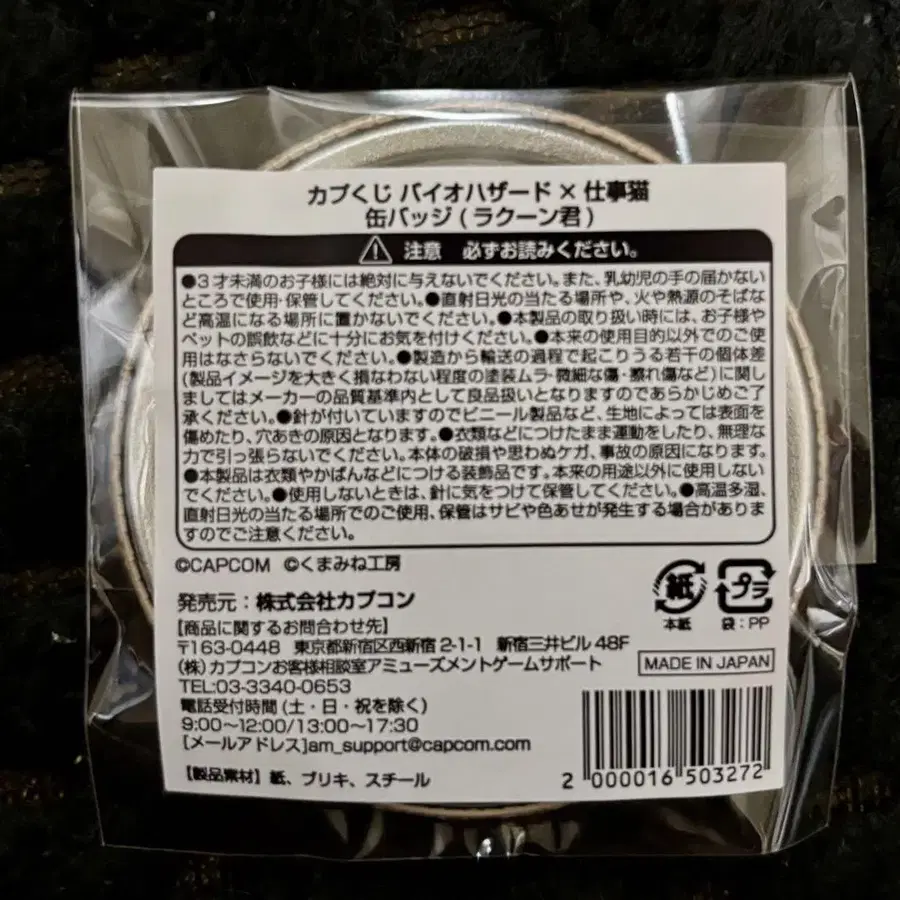 カプくじ バイオハザード × 仕事猫
缶バッジ ( ラクーン君 )
注意 必ずお読みください。
●3才未満のお子様には絶対に与えないでください。また、乳幼児の手の届かない
ところで使用・保管してください。●直射日光の当たる場所や、火や熱源のそばな
ど高温になる場所に置かないでください。●本製品の取り扱い時には、お子様や
ペットの誤飲などに十分にお気を付けください。●本来の使用目的以外でのご使
用はなさらないでください。●製造から輸送の過程で起こりうる若干の個体差
(製品イメージを大きく損なわない程度の塗装ムラ・微細な傷・擦れ傷など)に関し
ましてはメーカーの品質基準内として良品扱いとなりますのであらかじめご了
承ください。●針が付いていますのでビニール製品など、生地によっては表面を
傷めたり、穴あきの原因となります。●衣類などにつけたまま運動をしたり、無理な
力で引っ張らないでください。本体の破損や思わぬケガ、事故の原因になります。
●本製品は衣類やかばんなどにつける装飾品です。本来の用途以外に使用しない
でください。●使用しないときは、針に気をつけて保管してください。●高温多湿、
直射日光の当たる場所でのご使用、保管はサビや色あせが発生する場合がありま
すのでご注意ください。
©CAPCOM ©くまみね工房
発売元:株式会社カプコン
【商品に関するお問合わせ先】
〒163-0448 東京都新宿区西新宿 2-1-1 新宿三井ビル 48F
(株)カプコンお客様相談室アミューズメントゲームサポート
TEL:03-3340-0653
電話受付時間 (土・日・祝を除く)
9:00〜12:00/13:00〜17:30
[メールアドレス]am_support@capcom.com
【製品素材】紙、ブリキ、スチール
紙
本紙
プラ
袋:PP
MADE IN JAPAN
2 000016 503272